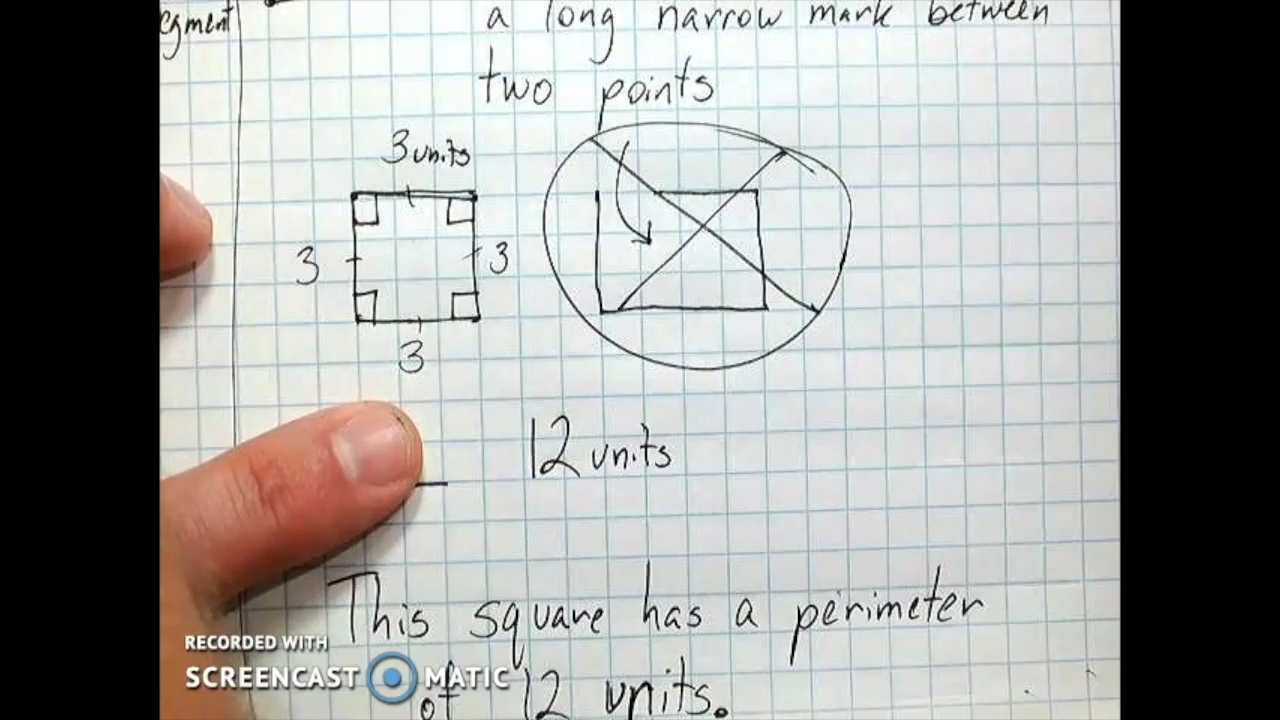 a long narrow mark between
egment
two points
3 units
3
3
3
12 units
This square has a perimeter
of 12 units.
RECORDED WITH
SCREENCAST MATIC